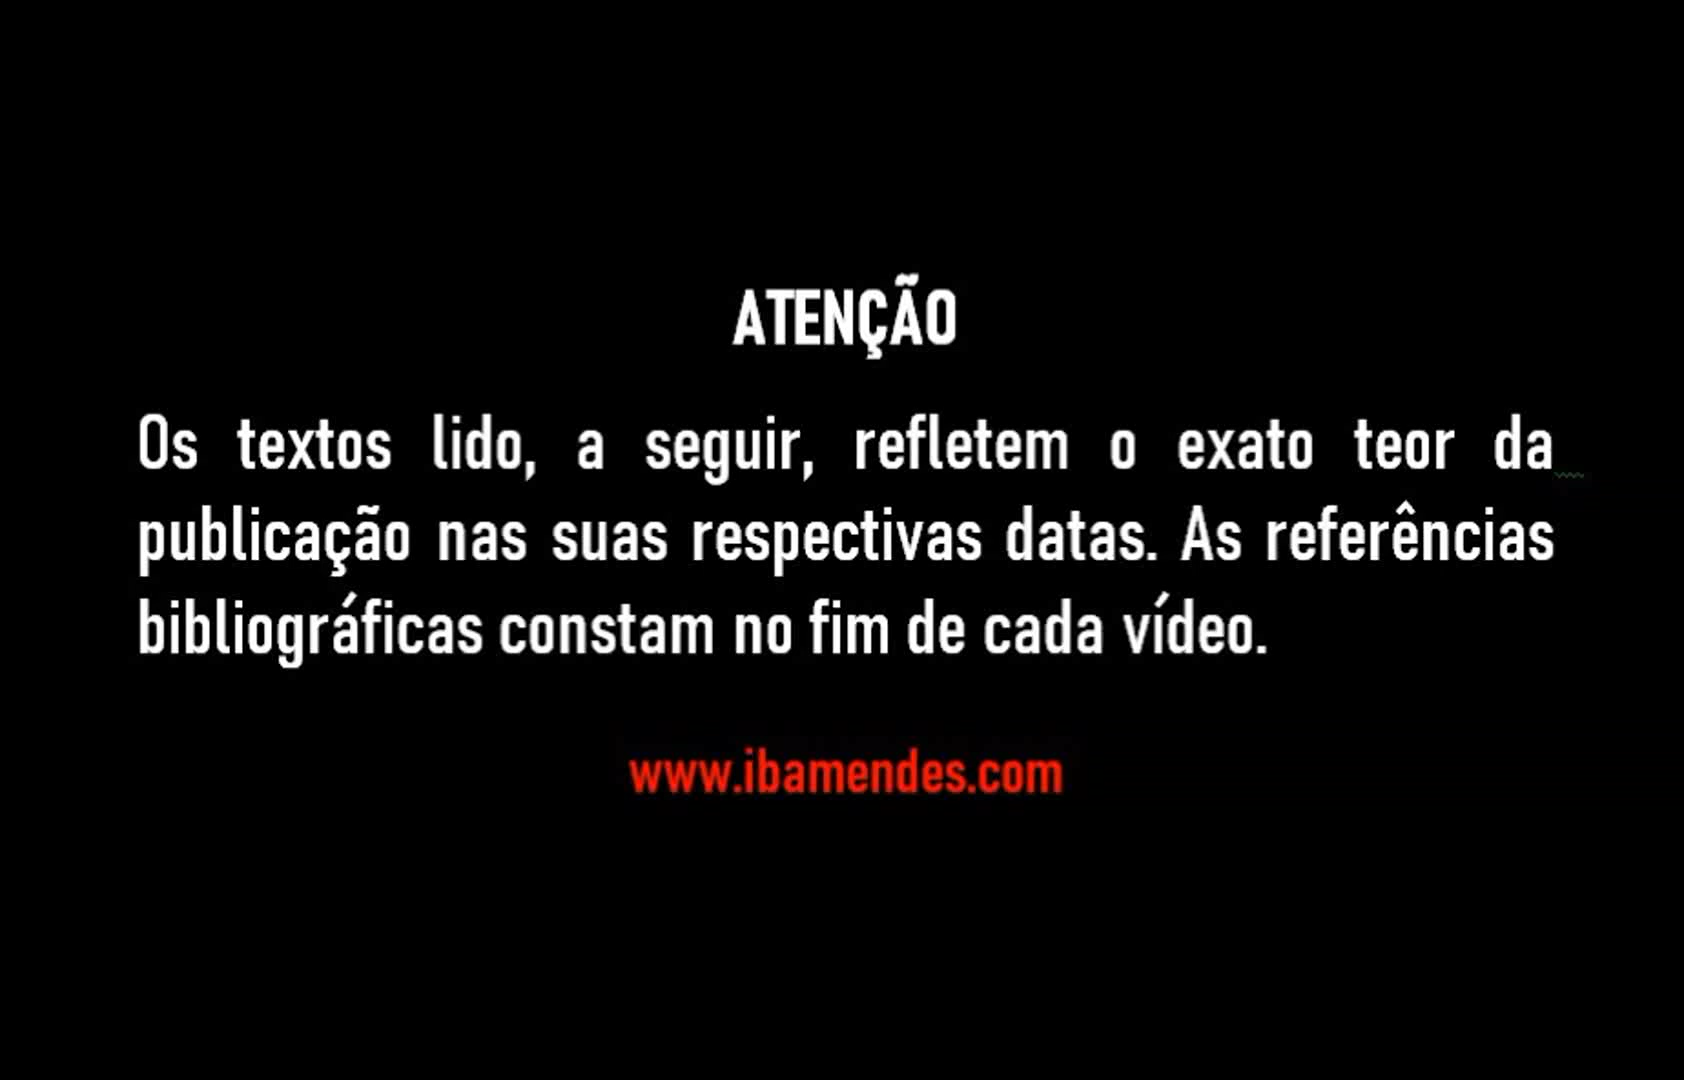 ATENÇÃO
Os textos lido, a seguir, refletem o exato teor da
publicação nas suas respectivas datas. As referências
bibliográficas constam no fim de cada vídeo.
www.ibamendes.com